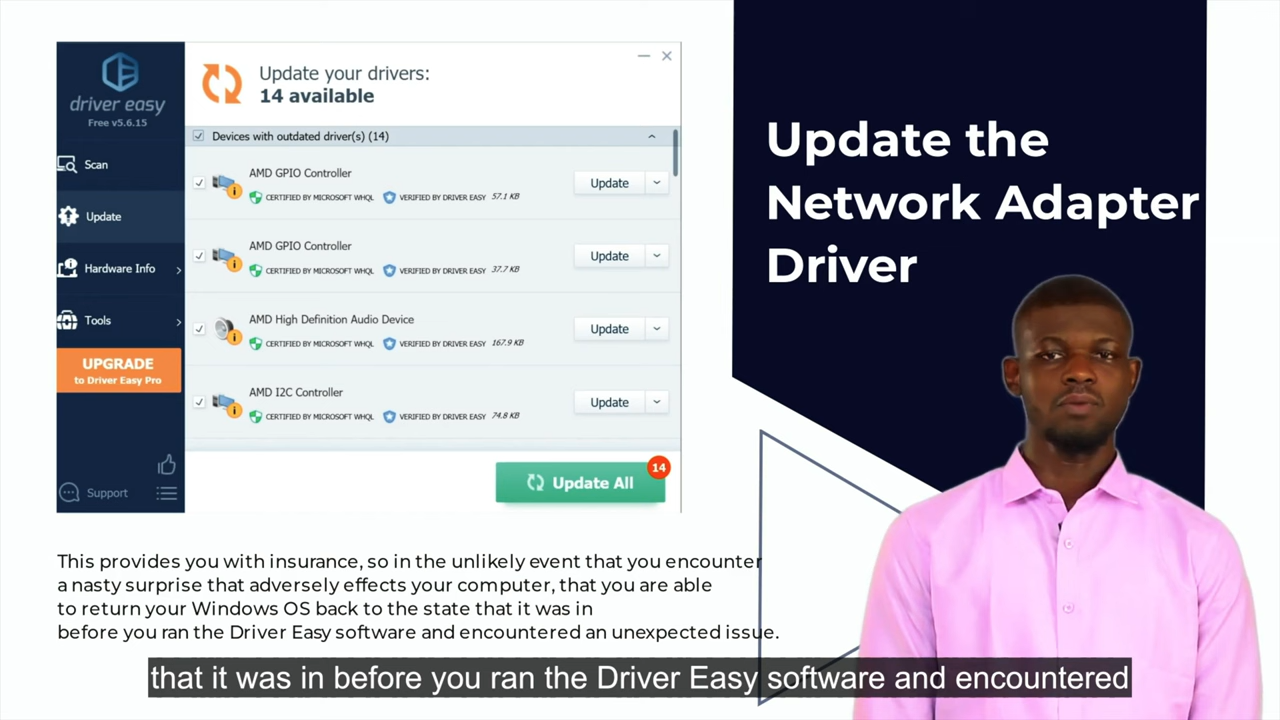 driver easy
Free v5.6.15
Scan
Update
Hardware Info
Tools
UPGRADE
to Driver Easy Pro
Support
Update your drivers:
14 available
Devices with outdated driver(s) (14)
AMD GPIO Controller
CERTIFIED BY MICROSOFT WHQL VERIFIED BY DRIVER EASY 57.1 KB
Update
AMD GPIO Controller
CERTIFIED BY MICROSOFT WHQL VERIFIED BY DRIVER EASY 37.7 KB
Update
AMD High Definition Audio Device
CERTIFIED BY MICROSOFT WHQL VERIFIED BY DRIVER EASY 167.9 KB
Update
AMD I2C Controller
CERTIFIED BY MICROSOFT WHQL VERIFIED BY DRIVER EASY 74.8 KB
Update
14
Update All
Update the
Network Adapter
Driver
This provides you with insurance, so in the unlikely event that you encounter
a nasty surprise that adversely effects your computer, that you are able
to return your Windows OS back to the state that it was in
before you ran the Driver Easy software and encountered an unexpected issue.
that it was in before you ran the Driver Easy software and encountered